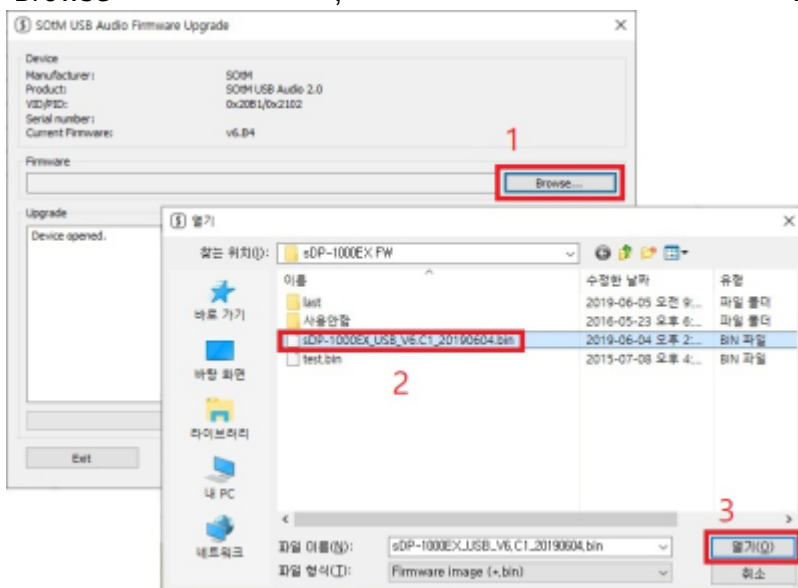 SOtM USB Audio Firmware Upgrade
Device
Manufacturer: SOtM
Product: SOtM USB Audio 2.0
VID/PID: 0x20B1/0x2102
Serial number:
Current Firmware: v6.B4
1
Firmware
Browse...
Upgrade
Device opened.
열기
찾는 위치(I): sDP-1000EX FW
이름 수정한 날짜 유형
last 2019-06-05 오전 9:... 파일 폴더
사용안함 2016-05-23 오후 6:... 파일 폴더
sDP-1000EX_USB_V6.C1_20190604.bin 2019-06-04 오후 2:... BIN 파일
test.bin 2015-07-08 오후 4:... BIN 파일
2
바로 가기
바탕 화면
라이브러리
내 PC
네트워크
Exit
3
파일 이름(N): sDP-1000EX_USB_V6.C1_20190604.bin 열기(O)
파일 형식(T): Firmware image (*.bin) 취소